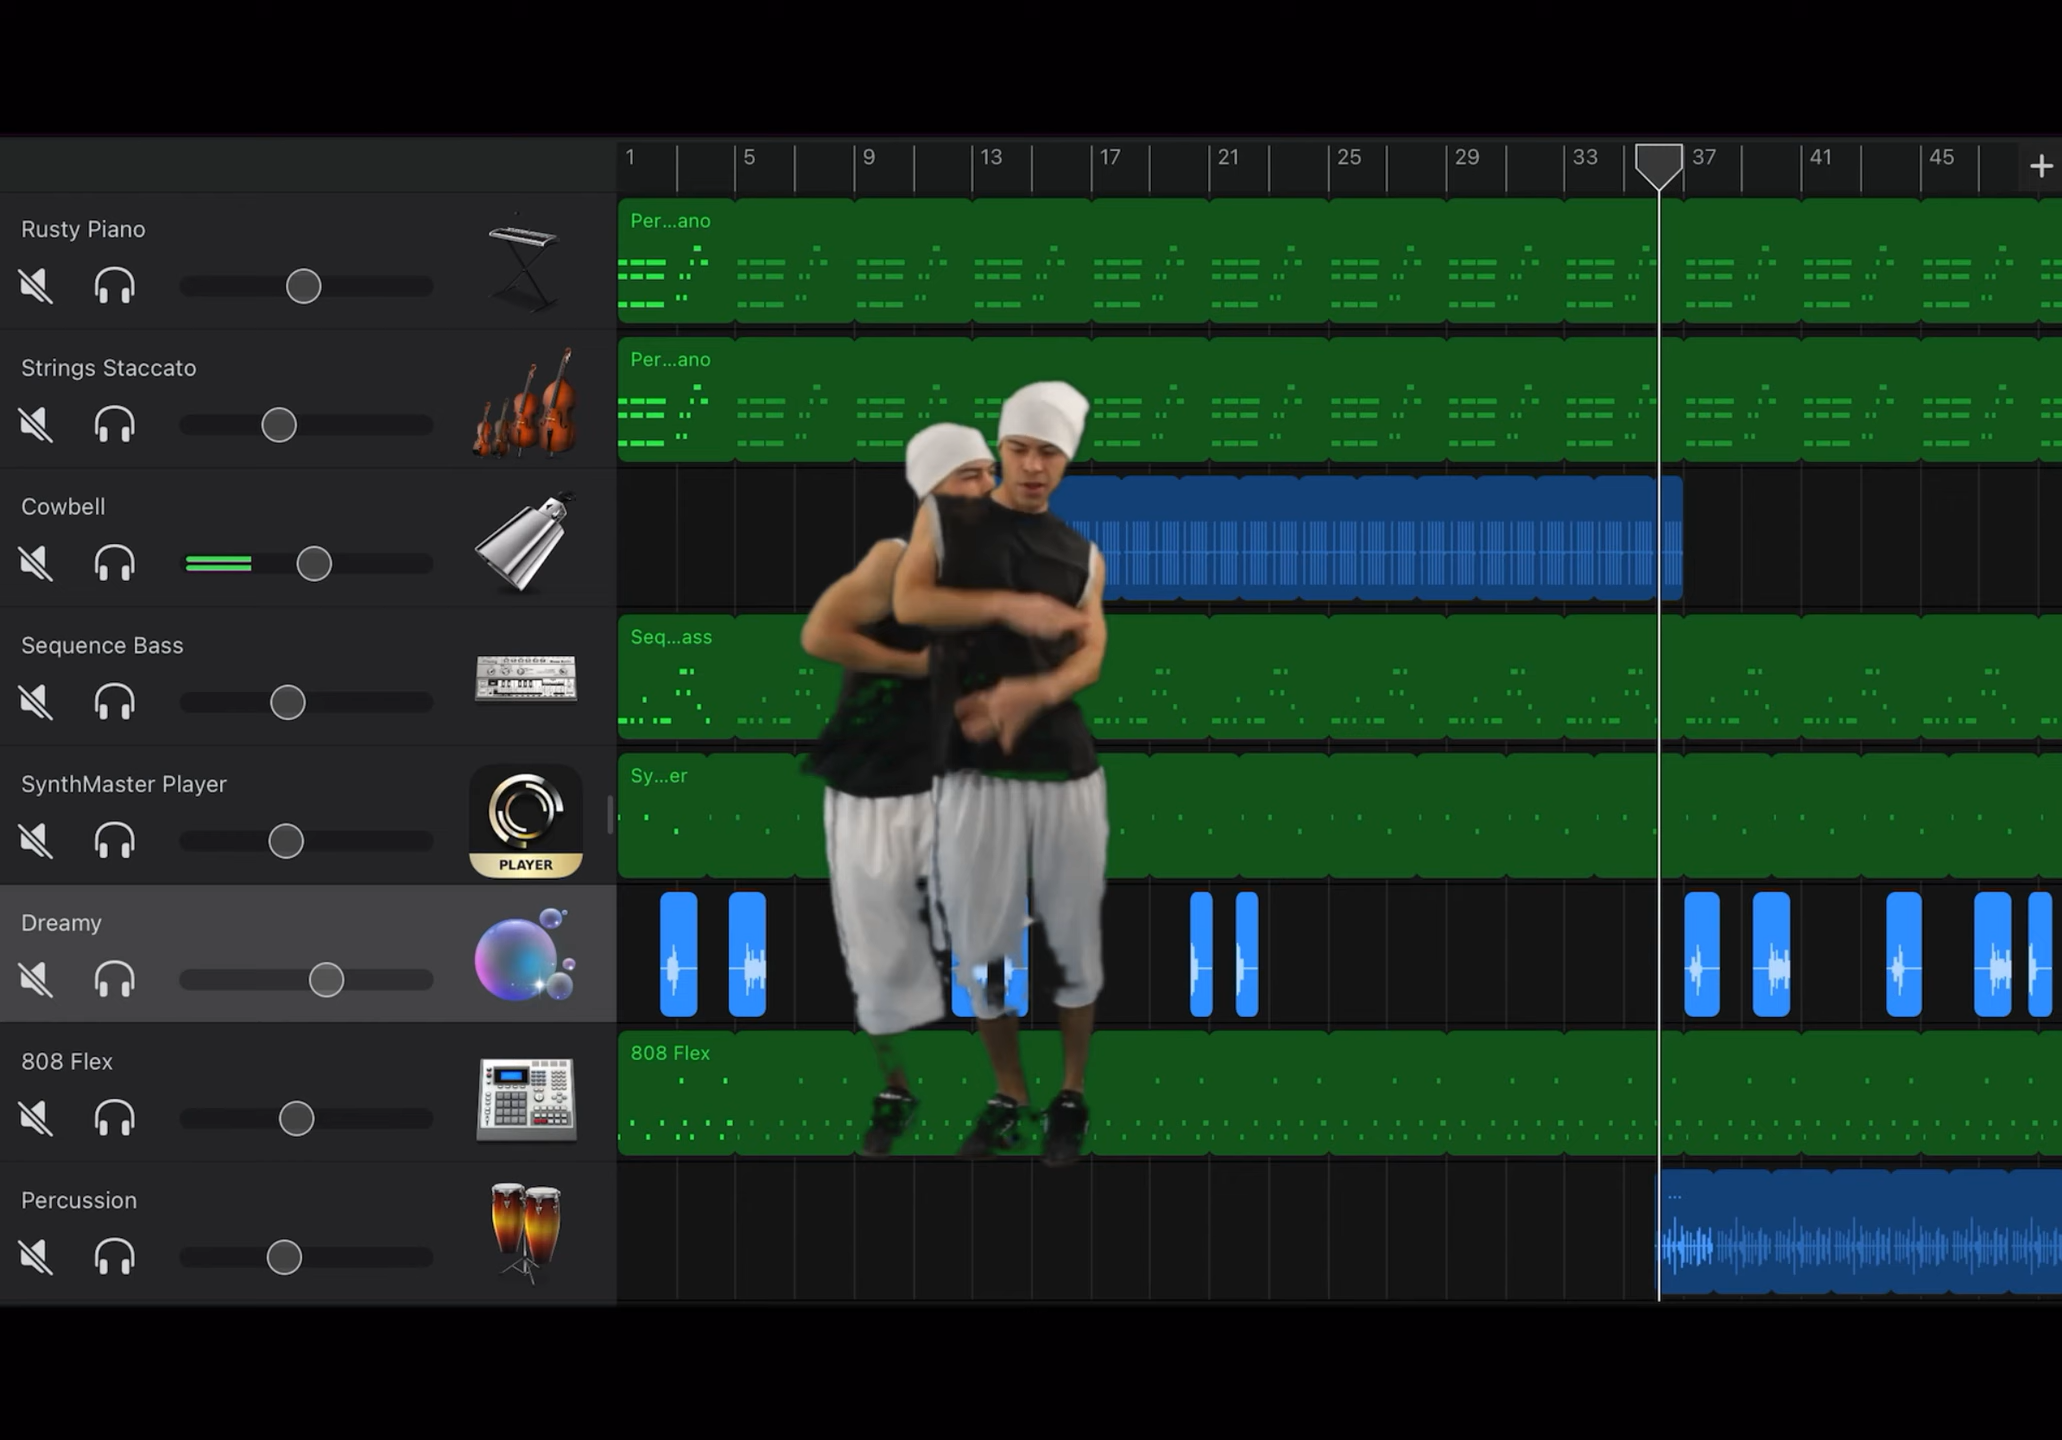 1 5 9 13 17 21 25 29 33 37 41 45
Rusty Piano
Per...ano
Strings Staccato
Per...ano
Cowbell
Sequence Bass
Seq...ass
SynthMaster Player
PLAYER
Sy...er
Dreamy
808 Flex
808 Flex
Percussion
...